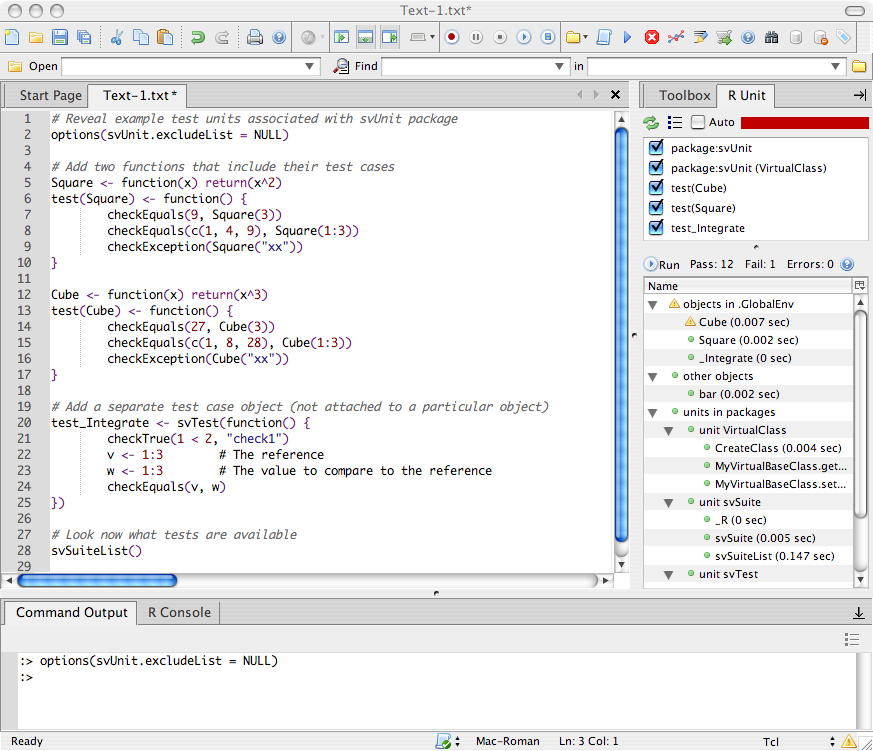 Text-1.txt*
Open
Find
in
Start Page
Text-1.txt*
1 # Reveal example test units associated with svUnit package
2 options(svUnit.excludeList = NULL)
3
4 # Add two functions that include their test cases
5 Square <- function(x) return(x^2)
6 test(Square) <- function() {
7 checkEquals(9, Square(3))
8 checkEquals(c(1, 4, 9), Square(1:3))
9 checkException(Square("xx"))
10 }
11
12 Cube <- function(x) return(x^3)
13 test(Cube) <- function() {
14 checkEquals(27, Cube(3))
15 checkEquals(c(1, 8, 28), Cube(1:3))
16 checkException(Cube("xx"))
17 }
18
19 # Add a separate test case object (not attached to a particular object)
20 test_Integrate <- svTest(function() {
21 checkTrue(1 < 2, "check1")
22 v <- 1:3 # The reference
23 w <- 1:3 # The value to compare to the reference
24 checkEquals(v, w)
25 })
26
27 # Look now what tests are available
28 svSuiteList()
29
Toolbox
R Unit
Auto
package:svUnit
package:svUnit (VirtualClass)
test(Cube)
test(Square)
test_Integrate
Run Pass: 12 Fail: 1 Errors: 0
Name
objects in .GlobalEnv
Cube (0.007 sec)
Square (0.002 sec)
_Integrate (0 sec)
other objects
bar (0.002 sec)
units in packages
unit VirtualClass
CreateClass (0.004 sec)
MyVirtualBaseClass.get...
MyVirtualBaseClass.set...
unit svSuite
_R (0 sec)
svSuite (0.005 sec)
svSuiteList (0.147 sec)
unit svTest
Command Output
R Console
:> options(svUnit.excludeList = NULL)
:>
Ready
Mac-Roman
Ln: 3 Col: 1
Tcl